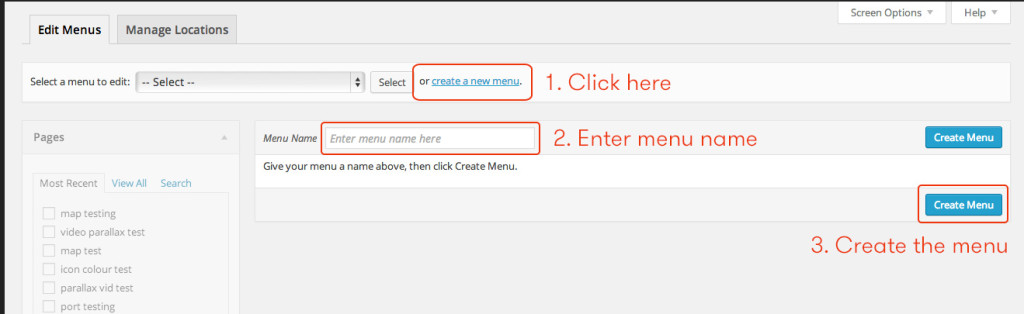 Screen Options Help
Edit Menus Manage Locations
Select a menu to edit: -- Select -- Select or create a new menu. 1. Click here
Pages
Menu Name Enter menu name here 2. Enter menu name Create Menu
Give your menu a name above, then click Create Menu.
Most Recent View All Search
Create Menu
map testing
video parallax test
3. Create the menu
map test
icon colour test
parallax vid test
port testing